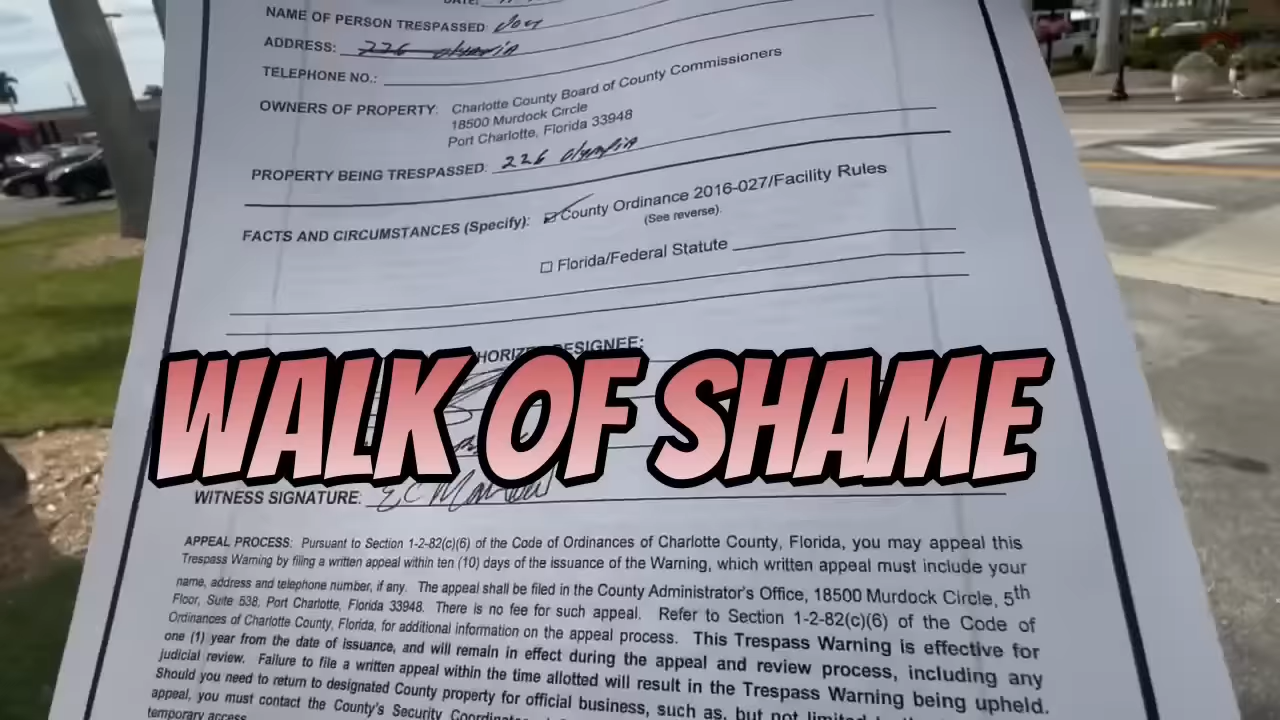 DATE:
NAME OF PERSON TRESPASSED: Joey
ADDRESS: 226 Olympia
TELEPHONE NO.:
OWNERS OF PROPERTY: Charlotte County Board of County Commissioners
18500 Murdock Circle
Port Charlotte, Florida 33948
PROPERTY BEING TRESPASSED: 226 Olympia
FACTS AND CIRCUMSTANCES (Specify): ☑ County Ordinance 2016-027/Facility Rules
(See reverse).
☐ Florida/Federal Statute
DESIGNEE:
WALK OF SHAME
WITNESS SIGNATURE:
APPEAL PROCESS: Pursuant to Section 1-2-82(c)(6) of the Code of Ordinances of Charlotte County, Florida, you may appeal this
Trespass Warning by filing a written appeal within ten (10) days of the issuance of the Warning, which written appeal must include your
name, address and telephone number, if any. The appeal shall be filed in the County Administrator's Office, 18500 Murdock Circle, 5th
Floor, Suite 538, Port Charlotte, Florida 33948. There is no fee for such appeal. Refer to Section 1-2-82(c)(6) of the Code of
Ordinances of Charlotte County, Florida, for additional information on the appeal process. This Trespass Warning is effective for
one (1) year from the date of issuance, and will remain in effect during the appeal and review process, including any
judicial review. Failure to file a written appeal within the time allotted will result in the Trespass Warning being upheld.
Should you need to return to designated County property for official business, such as, but not limited
appeal, you must contact the County's Security
temporary access